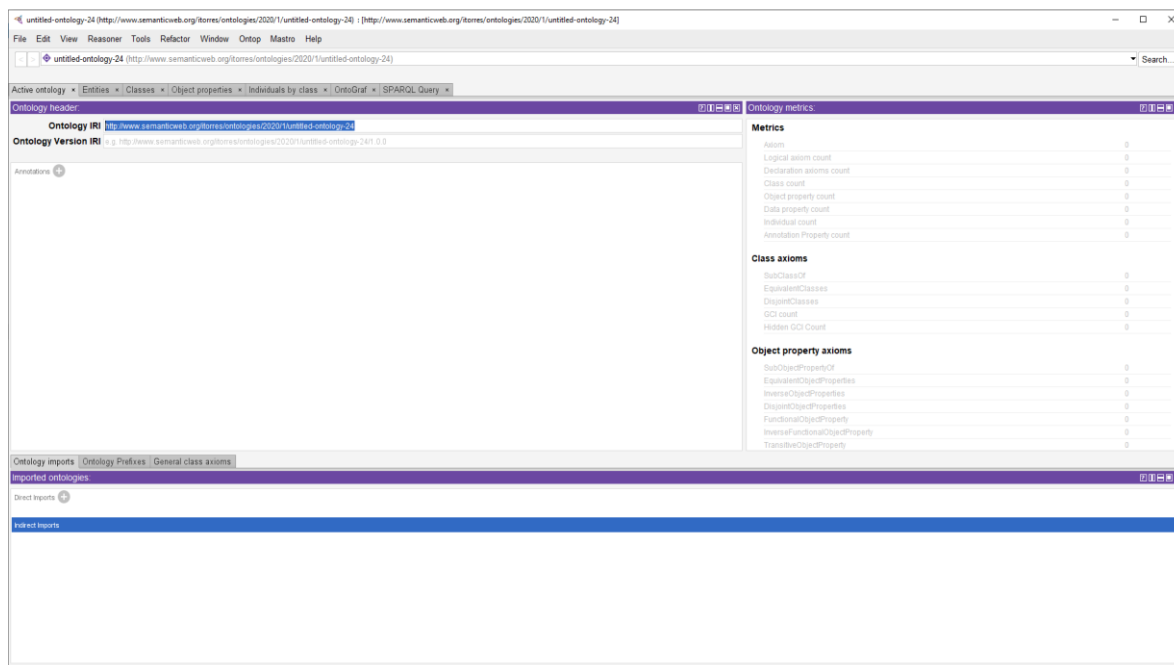 untitled-ontology-24 (http://www.semanticweb.org/itorres/ontologies/2020/1/untitled-ontology-24) : [http://www.semanticweb.org/itorres/ontologies/2020/1/untitled-ontology-24]
File Edit View Reasoner Tools Refactor Window Ontop Mastro Help
untitled-ontology-24 (http://www.semanticweb.org/itorres/ontologies/2020/1/untitled-ontology-24) Search...
Active ontology × Entities × Classes × Object properties × Individuals by class × OntoGraf × SPARQL Query ×
Ontology header:
Ontology IRI http://www.semanticweb.org/itorres/ontologies/2020/1/untitled-ontology-24
Ontology Version IRI e.g. http://www.semanticweb.org/itorres/ontologies/2020/1/untitled-ontology-24/1.0.0
Annotations
Ontology metrics:
Metrics
Axiom 0
Logical axiom count 0
Declaration axioms count 0
Class count 0
Object property count 0
Data property count 0
Individual count 0
Annotation Property count 0
Class axioms
SubClassOf 0
EquivalentClasses 0
DisjointClasses 0
GCI count 0
Hidden GCI Count 0
Object property axioms
SubObjectPropertyOf 0
EquivalentObjectProperties 0
InverseObjectProperties 0
DisjointObjectProperties 0
FunctionalObjectProperty 0
InverseFunctionalObjectProperty 0
TransitiveObjectProperty 0
Ontology imports Ontology Prefixes General class axioms
Imported ontologies:
Direct Imports
Indirect Imports